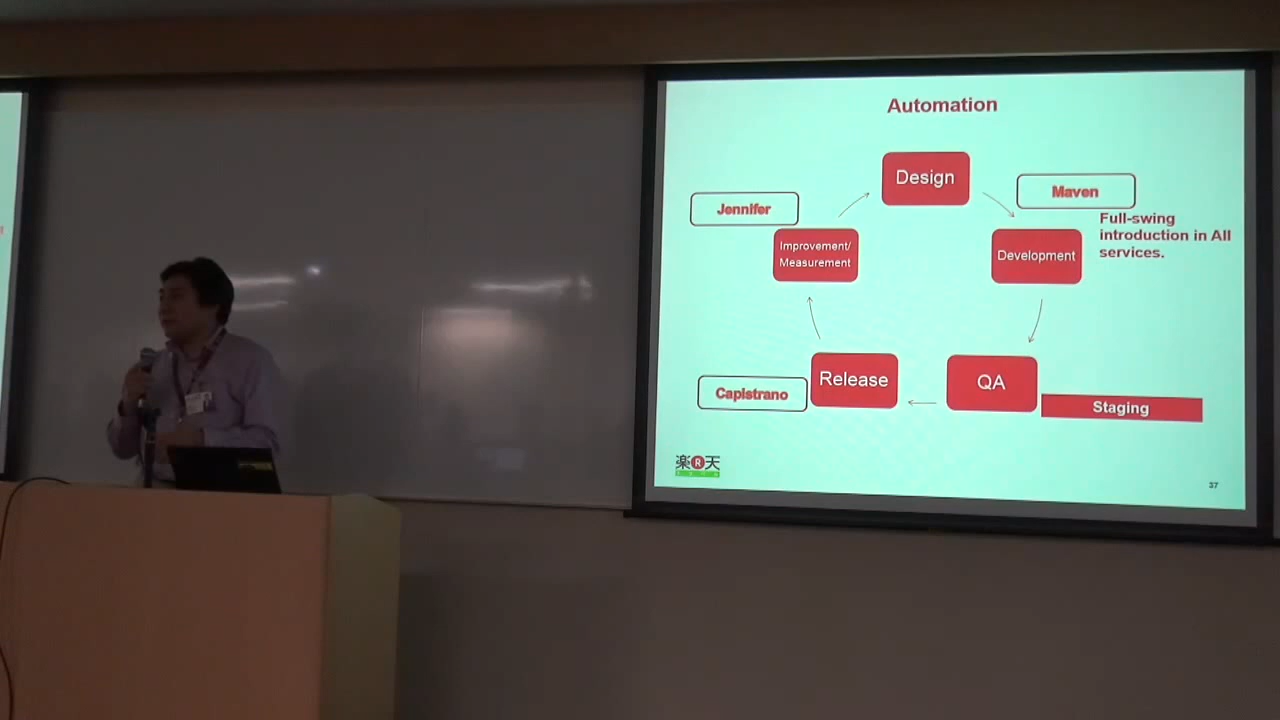 Automation
Design
Maven
Jennifer
Full-swing
introduction in All
services.
Improvement/
Measurement
Development
Release
QA
Capistrano
Staging
楽R天
37